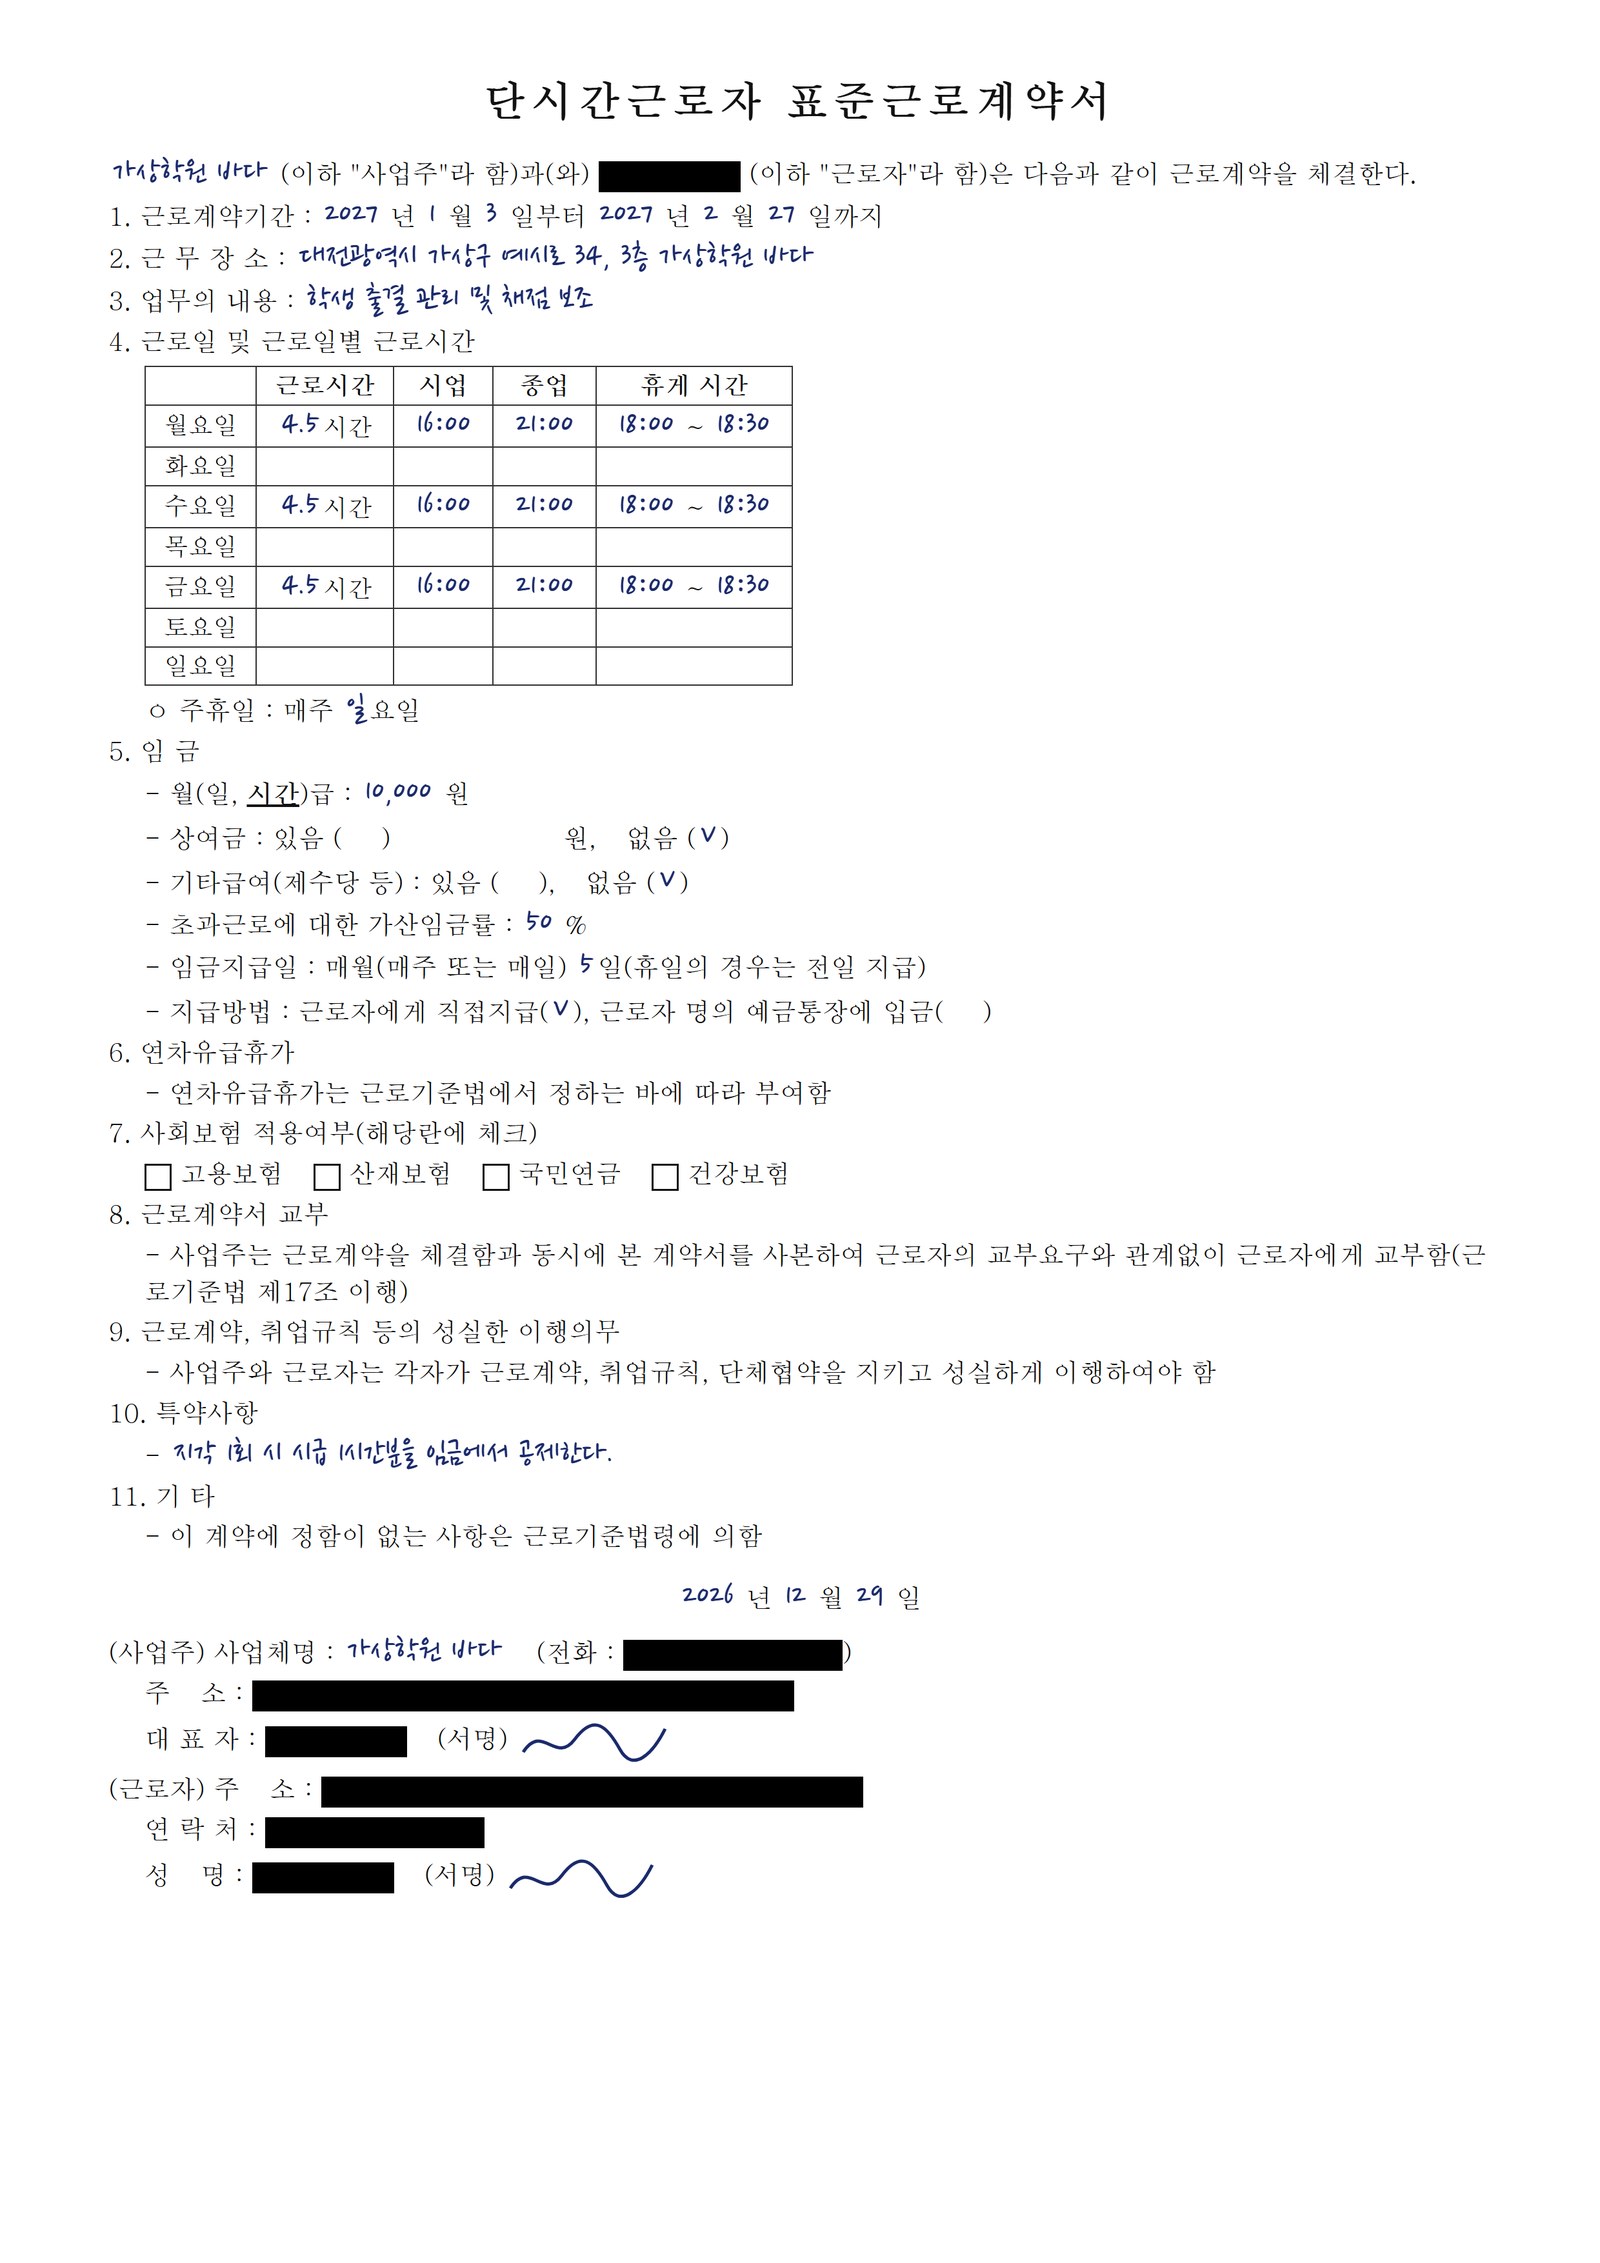 단시간근로자 표준근로계약서
가상학원 바다 (이하 "사업주"라 함)과(와) (이하 "근로자"라 함)은 다음과 같이 근로계약을 체결한다.
1. 근로계약기간 : 2027 년 1 월 3 일부터 2027 년 2 월 27 일까지
2. 근 무 장 소 : 대전광역시 가상구 예시로 34, 3층 가상학원 바다
3. 업무의 내용 : 학생 출결 관리 및 채점 보조
4. 근로일 및 근로일별 근로시간
근로시간 시업 종업 휴게 시간
월요일 4.5 시간 16:00 21:00 18:00 ~ 18:30
화요일
수요일 4.5 시간 16:00 21:00 18:00 ~ 18:30
목요일
금요일 4.5 시간 16:00 21:00 18:00 ~ 18:30
토요일
일요일
ㅇ 주휴일 : 매주 일요일
5. 임 금
- 월(일, 시간)급 : 10,000 원
- 상여금 : 있음 ( ) 원, 없음 (V)
- 기타급여(제수당 등) : 있음 ( ), 없음 (V)
- 초과근로에 대한 가산임금률 : 50 %
- 임금지급일 : 매월(매주 또는 매일) 5 일(휴일의 경우는 전일 지급)
- 지급방법 : 근로자에게 직접지급(V), 근로자 명의 예금통장에 입금( )
6. 연차유급휴가
- 연차유급휴가는 근로기준법에서 정하는 바에 따라 부여함
7. 사회보험 적용여부(해당란에 체크)
□ 고용보험 □ 산재보험 □ 국민연금 □ 건강보험
8. 근로계약서 교부
- 사업주는 근로계약을 체결함과 동시에 본 계약서를 사본하여 근로자의 교부요구와 관계없이 근로자에게 교부함(근
로기준법 제17조 이행)
9. 근로계약, 취업규칙 등의 성실한 이행의무
- 사업주와 근로자는 각자가 근로계약, 취업규칙, 단체협약을 지키고 성실하게 이행하여야 함
10. 특약사항
- 지각 1회 시 시급 1시간분을 임금에서 공제한다.
11. 기 타
- 이 계약에 정함이 없는 사항은 근로기준법령에 의함
2026 년 12 월 29 일
(사업주) 사업체명 : 가상학원 바다 (전화 : )
주 소 :
대 표 자 : (서명)
(근로자) 주 소 :
연 락 처 :
성 명 : (서명)